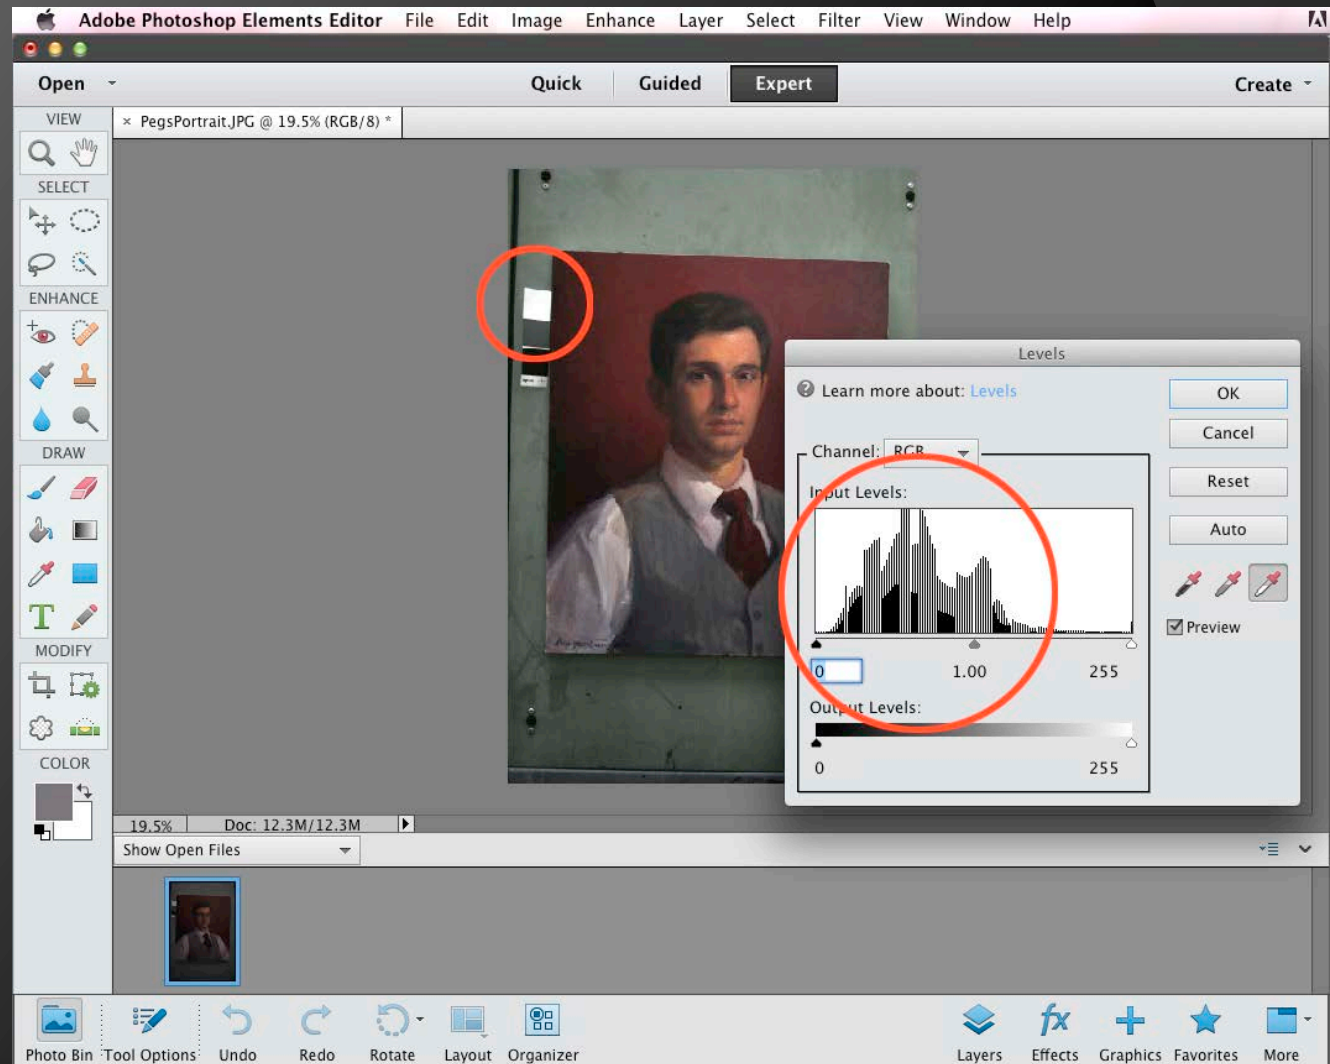 Adobe Photoshop Elements Editor File Edit Image Enhance Layer Select Filter View Window Help
Open Quick Guided Expert Create
VIEW
× PegsPortrait.JPG @ 19.5% (RGB/8) *
SELECT
ENHANCE
DRAW
T
MODIFY
COLOR
Levels
Learn more about: Levels
OK
Cancel
Channel: RGB
Reset
Input Levels:
Auto
Preview
0 1.00 255
Output Levels:
0 255
19.5% Doc: 12.3M/12.3M
Show Open Files
Photo Bin Tool Options Undo Redo Rotate Layout Organizer Layers fx Effects Graphics Favorites More